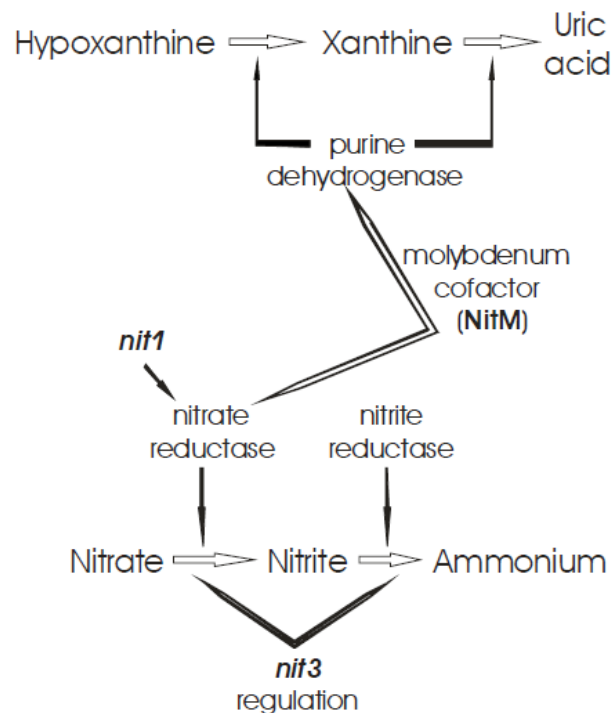 Hypoxanthine
Xanthine
Uric
acid
purine
dehydrogenase
molybdenum
cofactor
(NitM)
nit1
nitrate
reductase
nitrite
reductase
Nitrate
Nitrite
Ammonium
nit3
regulation